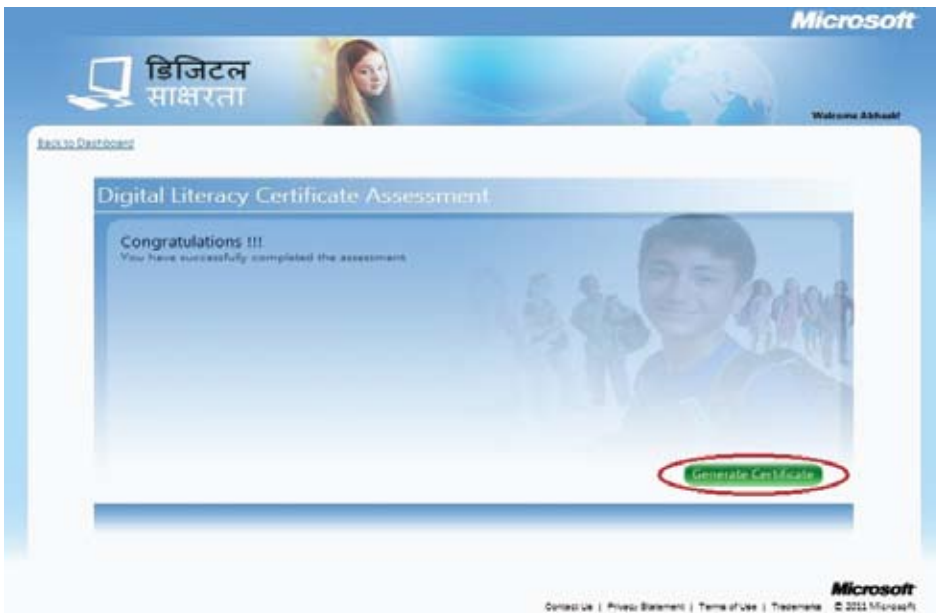 Microsoft
डिजिटल
साक्षरता
Welcome Abhash!
Back to Dashboard
Digital Literacy Certificate Assessment
Congratulations !!!
You have successfully completed the assessment
Generate Certificate
Microsoft
Contact Us | Privacy Statement | Terms of Use | Trademarks © 2011 Microsoft